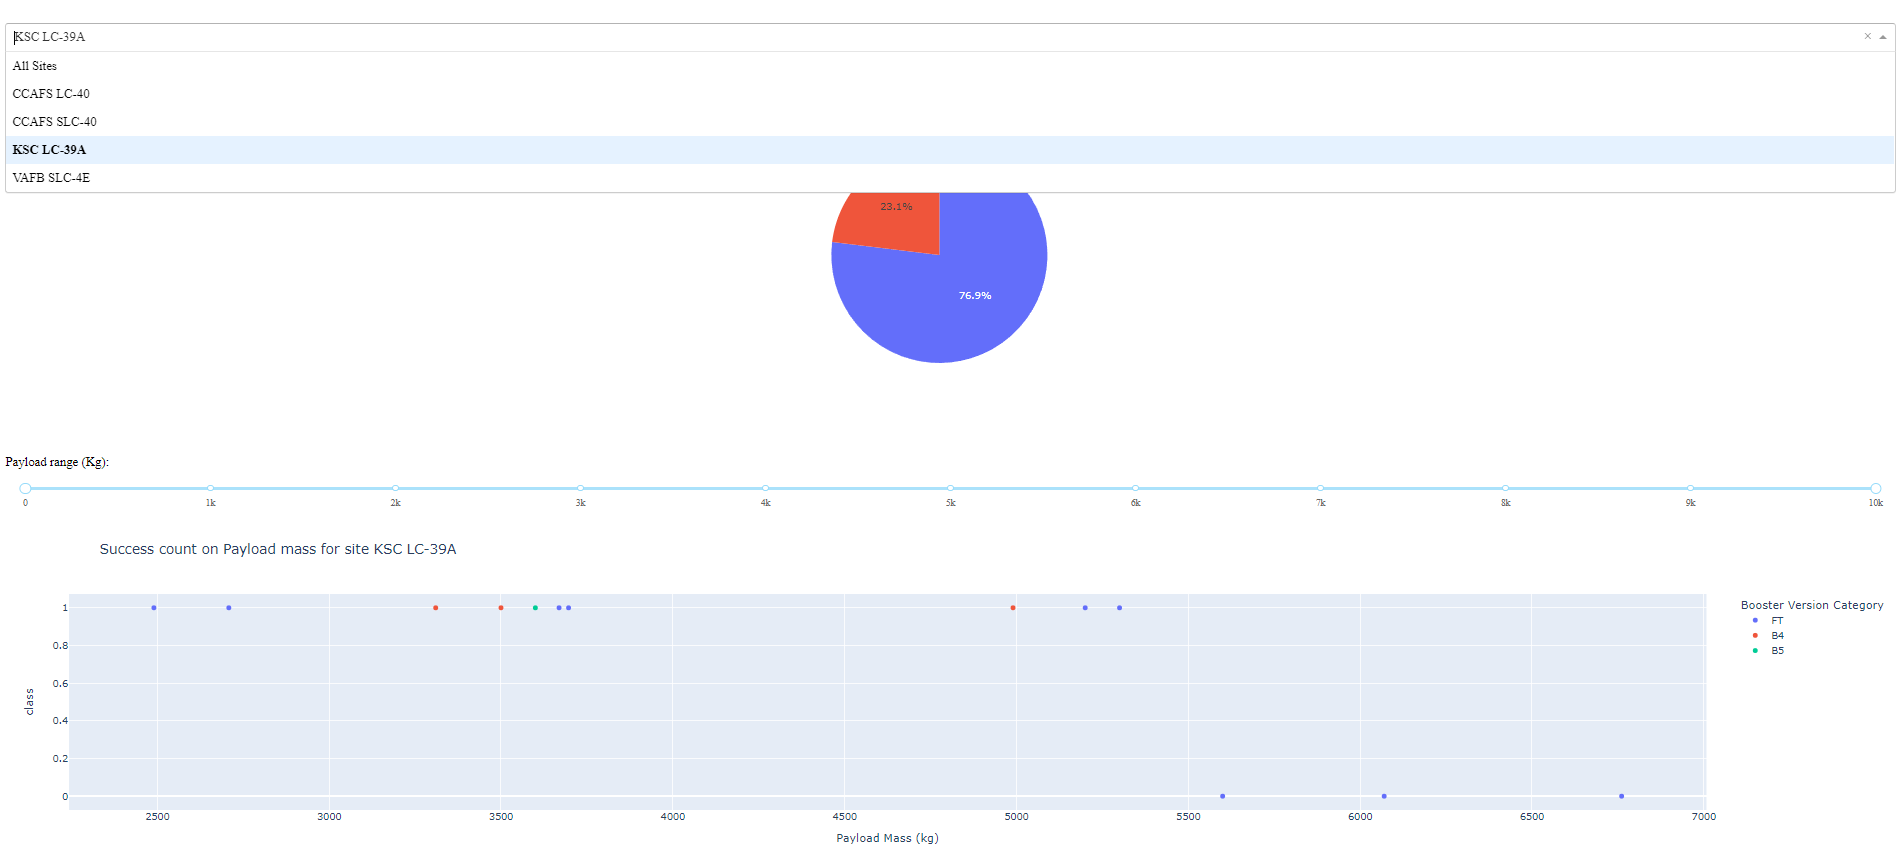 KSC LC-39A
× 
All Sites
CCAFS LC-40
CCAFS SLC-40
KSC LC-39A
VAFB SLC-4E
23.1%
76.9%
Payload range (Kg):
0 1k 2k 3k 4k 5k 6k 7k 8k 9k 10k
Success count on Payload mass for site KSC LC-39A
Booster Version Category
FT
B4
B5
class
1
0.8
0.6
0.4
0.2
0
2500 3000 3500 4000 4500 5000 5500 6000 6500 7000
Payload Mass (kg)